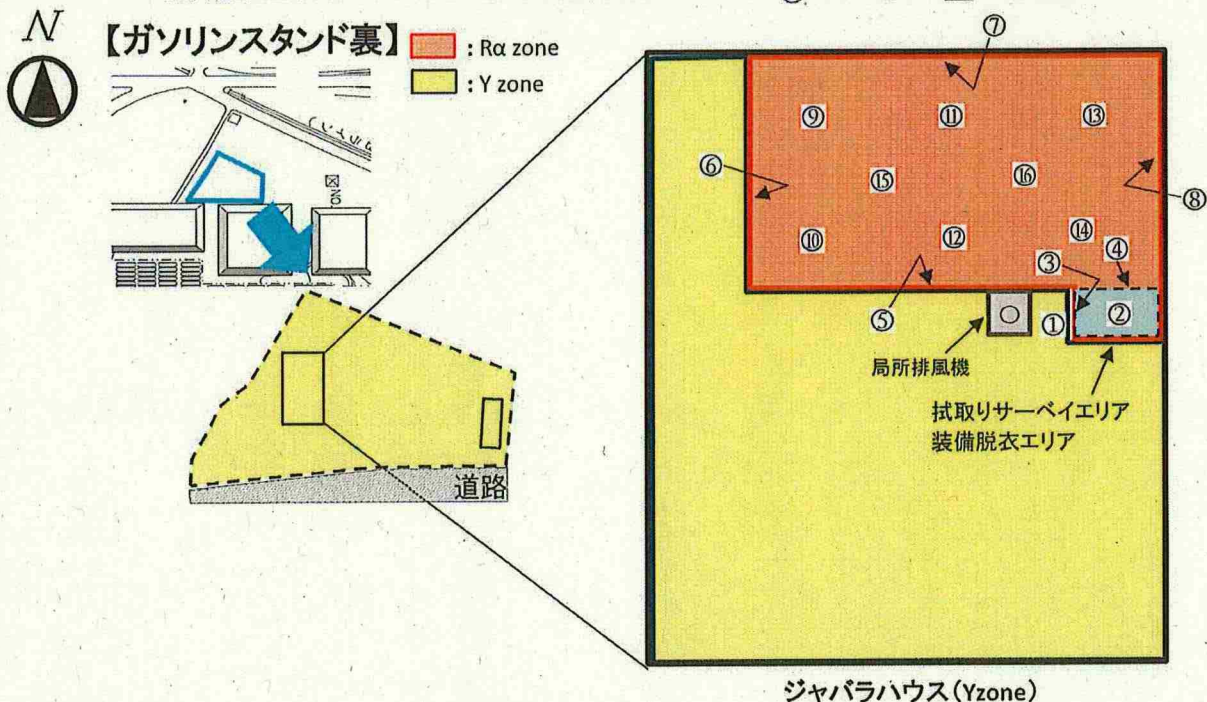 N
【ガソリンスタンド裏】
: Rα zone
: Y zone
道路
⑦
⑨
⑪
⑬
⑥
⑮
⑯
⑧
⑩
⑫
⑭
③
④
⑤
①
②
局所排風機
拭取りサーベイエリア
装備脱衣エリア
ジャバラハウス(Yzone)